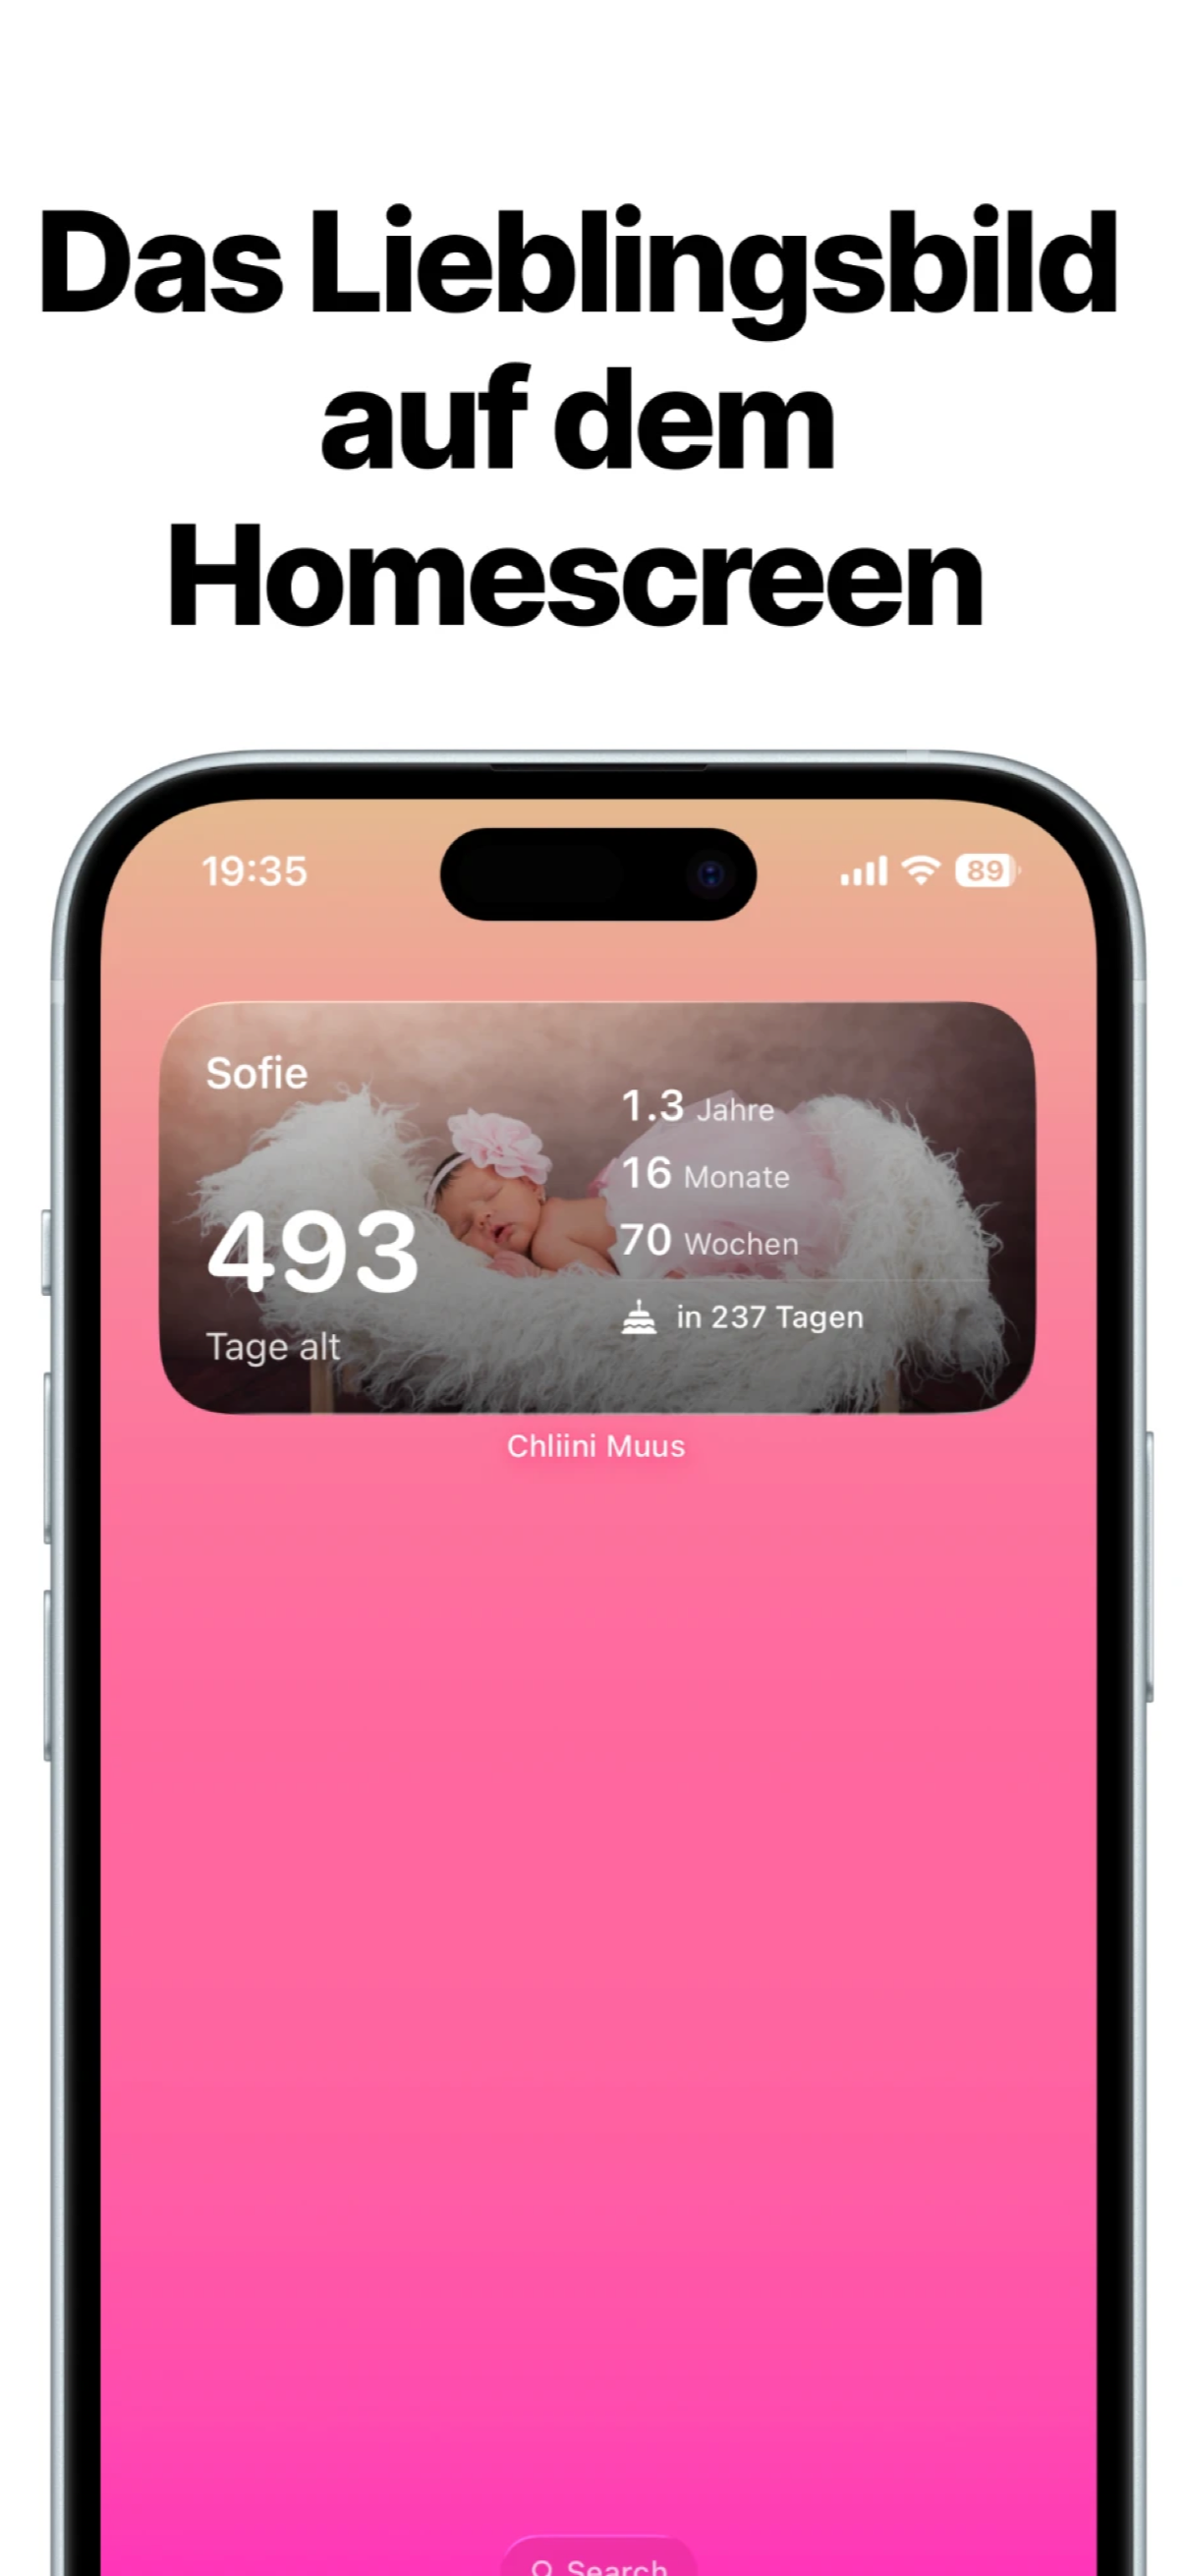 Das Lieblingsbild
auf dem
Homescreen
19:35
89
Sofie
493
Tage alt
1.3 Jahre
16 Monate
70 Wochen
in 237 Tagen
Chliini Muus
Search